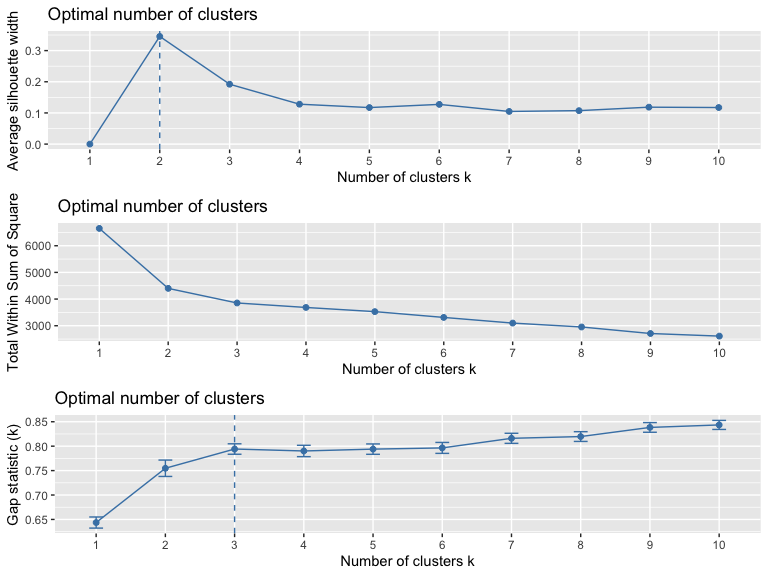 Optimal number of clusters
Average silhouette width
0.3
0.2
0.1
0.0
1 2 3 4 5 6 7 8 9 10
Number of clusters k
Optimal number of clusters
Total Within Sum of Square
6000
5000
4000
3000
1 2 3 4 5 6 7 8 9 10
Number of clusters k
Optimal number of clusters
Gap statistic (k)
0.85
0.80
0.75
0.70
0.65
1 2 3 4 5 6 7 8 9 10
Number of clusters k